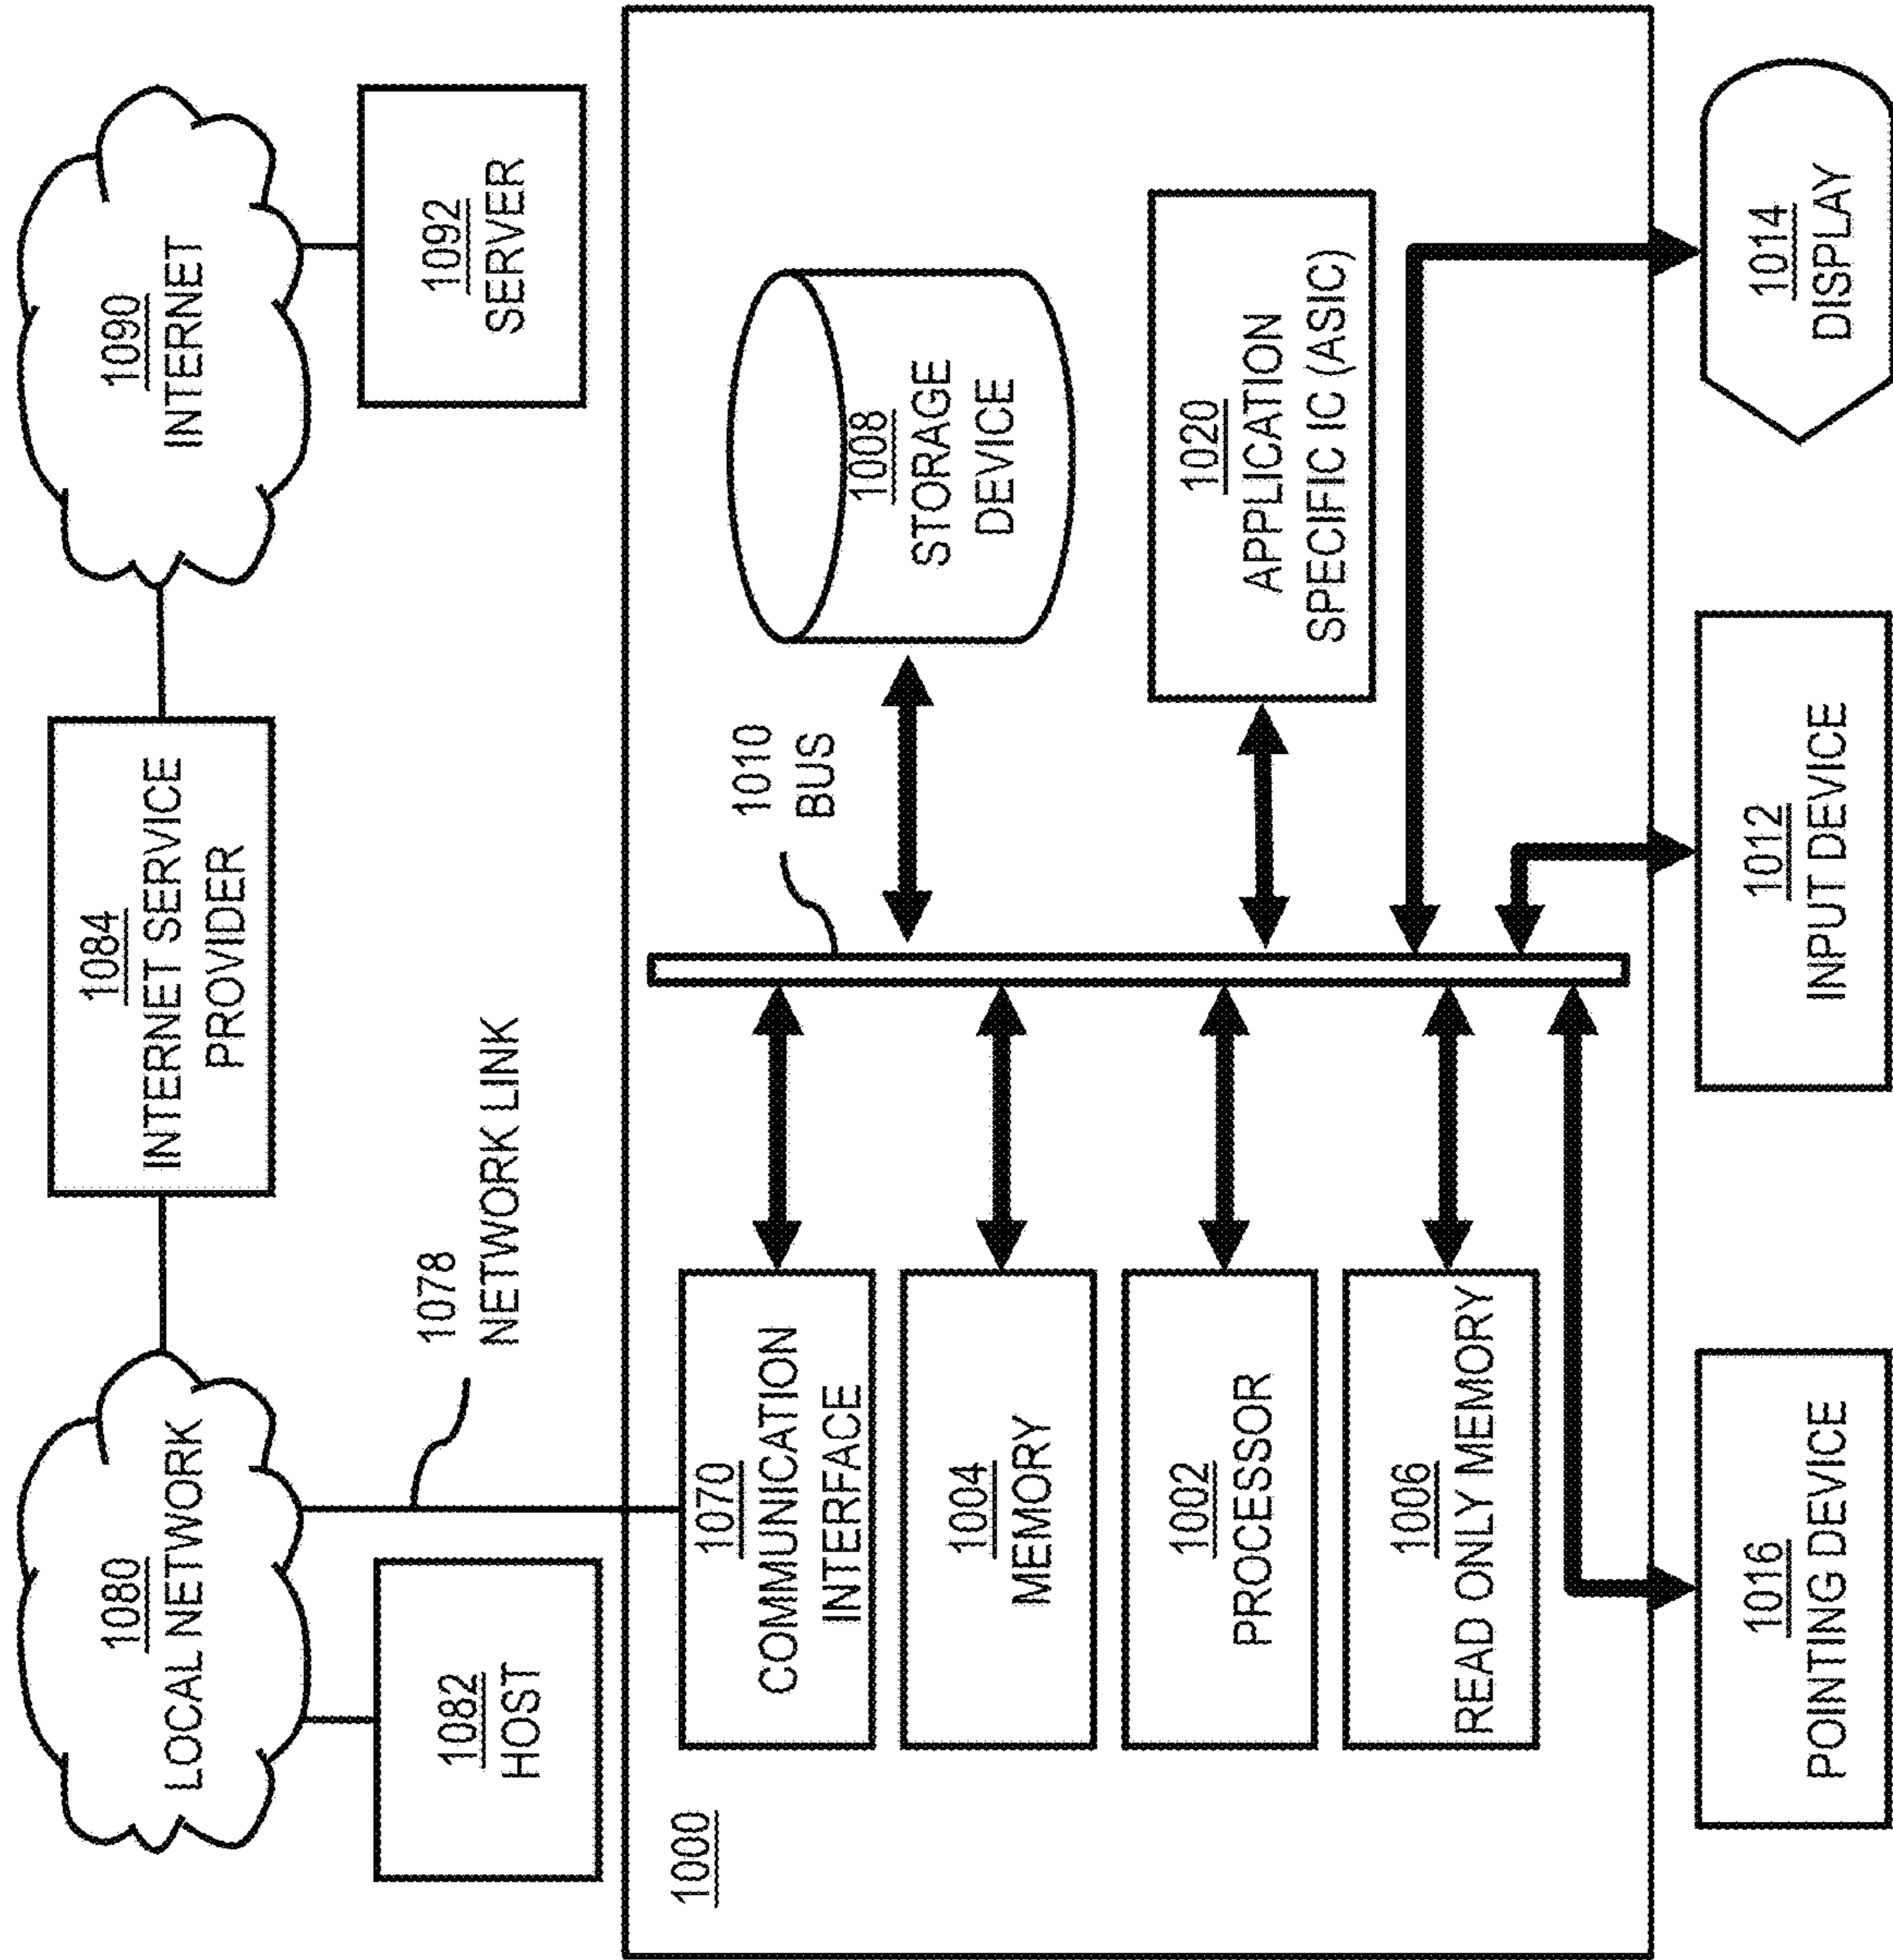 1080
LOCAL NETWORK
1084
INTERNET SERVICE
PROVIDER
1090
INTERNET
1082
HOST
1078
NETWORK LINK
1092
SERVER
1000
1070
COMMUNICATION
INTERFACE
1010
BUS
1008
STORAGE
DEVICE
1004
MEMORY
1002
PROCESSOR
1020
APPLICATION
SPECIFIC IC (ASIC)
1006
READ ONLY MEMORY
1016
POINTING DEVICE
1012
INPUT DEVICE
1014
DISPLAY